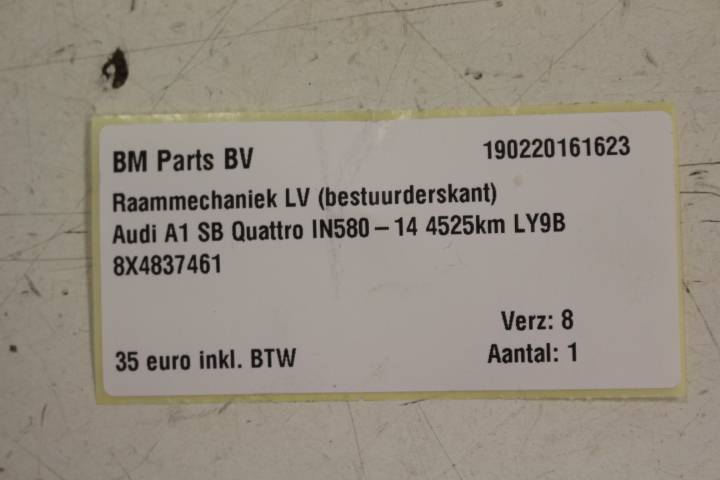 BM Parts BV 190220161623
Raammechaniek LV (bestuurderskant)
Audi A1 SB Quattro IN580-14 4525km LY9B
8X4837461
Verz: 8
35 euro inkl. BTW Aantal: 1